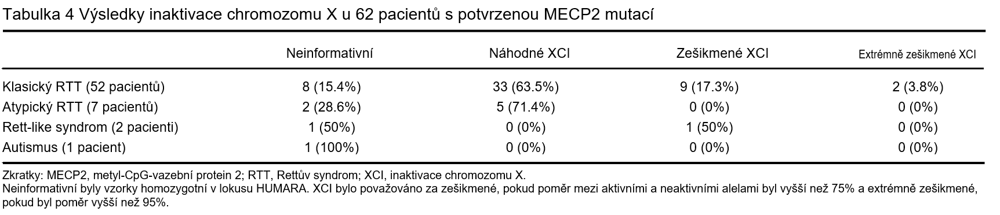 Tabulka 4 Výsledky inaktivace chromozomu X u 62 pacientů s potvrzenou MECP2 mutací
Neinformativní Náhodné XCI Zešikmené XCI Extrémně zešikmené XCI
Klasický RTT (52 pacientů) 8 (15.4%) 33 (63.5%) 9 (17.3%) 2 (3.8%)
Atypický RTT (7 pacientů) 2 (28.6%) 5 (71.4%) 0 (0%) 0 (0%)
Rett-like syndrom (2 pacienti) 1 (50%) 0 (0%) 1 (50%) 0 (0%)
Autismus (1 pacient) 1 (100%) 0 (0%) 0 (0%) 0 (0%)
Zkratky: MECP2, metyl-CpG-vazební protein 2; RTT, Rettův syndrom; XCI, inaktivace chromozomu X.
Neinformativní byly vzorky homozygotní v lokusu HUMARA. XCI bylo považováno za zešikmené, pokud poměr mezi aktivními a neaktivními alelami byl vyšší než 75% a extrémně zešikmené,
pokud byl poměr vyšší než 95%.